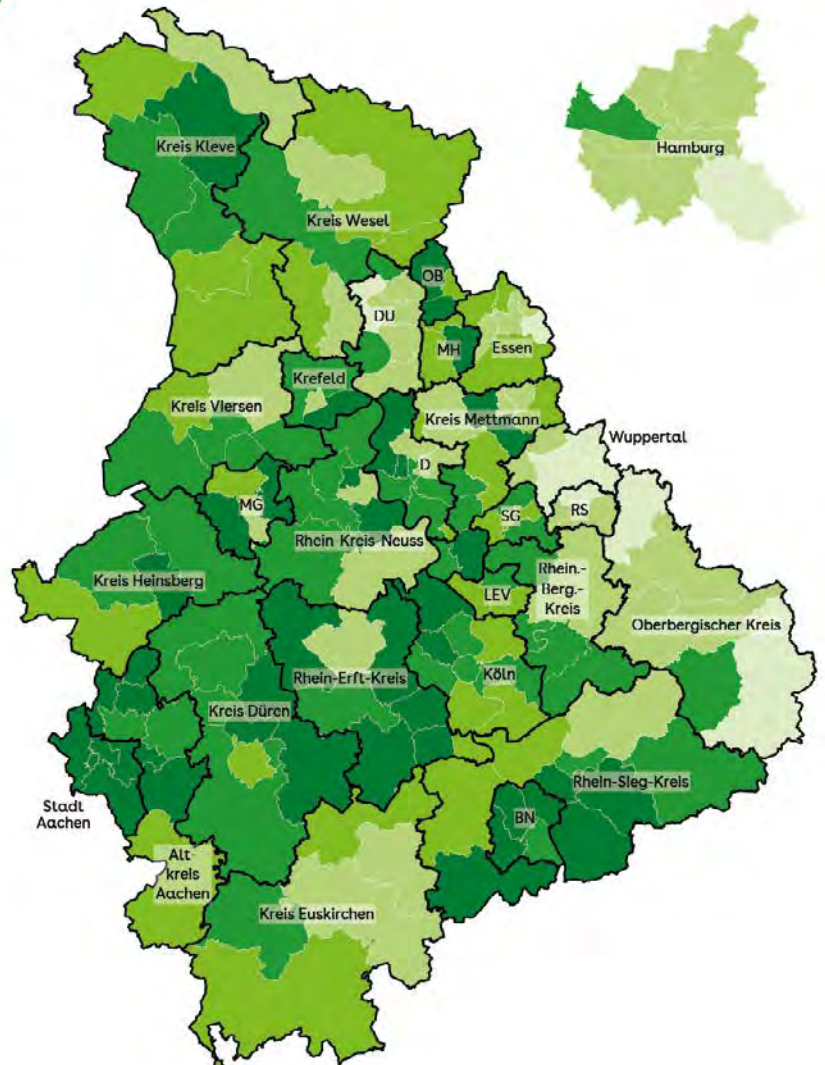 Kreis Kleve
Hamburg
Kreis Wesel
OB
DU
MH
Essen
Krefeld
Kreis Viersen
Kreis Mettmann
Wuppertal
D
MG
SG
RS
Rhein-Kreis-Neuss
Kreis Heinsberg
LEV
Rhein.-
Berg.-
Kreis
Oberbergischer Kreis
Rhein-Erft-Kreis
Köln
Kreis Düren
Rhein-Sieg-Kreis
Stadt
Aachen
BN
Alt-
kreis
Aachen
Kreis Euskirchen